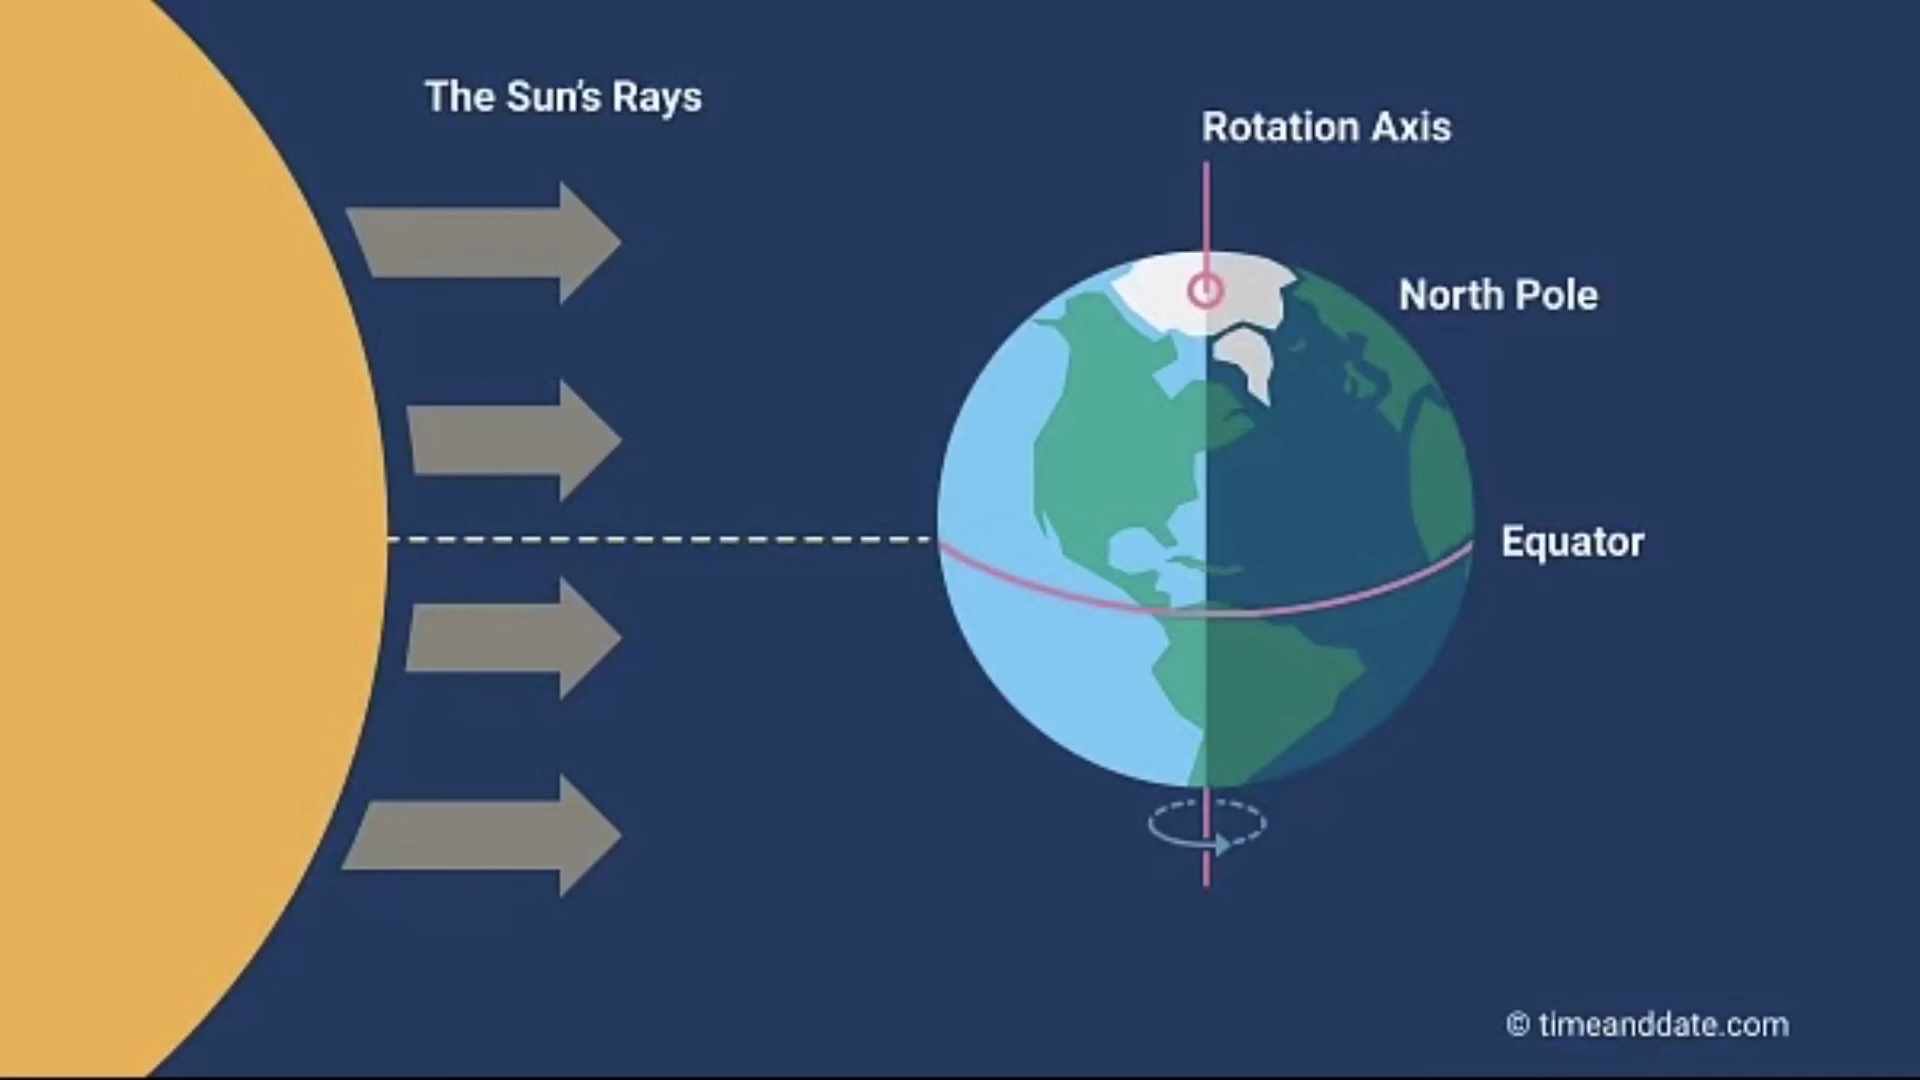 The Sun's Rays
Rotation Axis
North Pole
Equator
© timeanddate.com